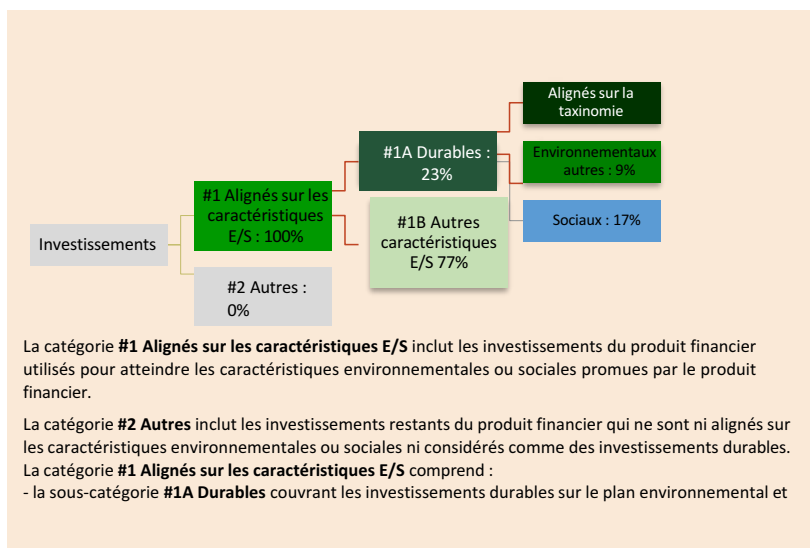 Investissements
#1 Alignés sur les
caractéristiques
E/S : 100%
#2 Autres :
0%
#1A Durables :
23%
#1B Autres
caractéristiques
E/S 77%
Alignés sur la
taxinomie
Environnementaux
autres : 9%
Sociaux : 17%
La catégorie #1 Alignés sur les caractéristiques E/S inclut les investissements du produit financier
utilisés pour atteindre les caractéristiques environnementales ou sociales promues par le produit
financier.
La catégorie #2 Autres inclut les investissements restants du produit financier qui ne sont ni alignés sur
les caractéristiques environnementales ou sociales ni considérés comme des investissements durables.
La catégorie #1 Alignés sur les caractéristiques E/S comprend :
- la sous-catégorie #1A Durables couvrant les investissements durables sur le plan environnemental et